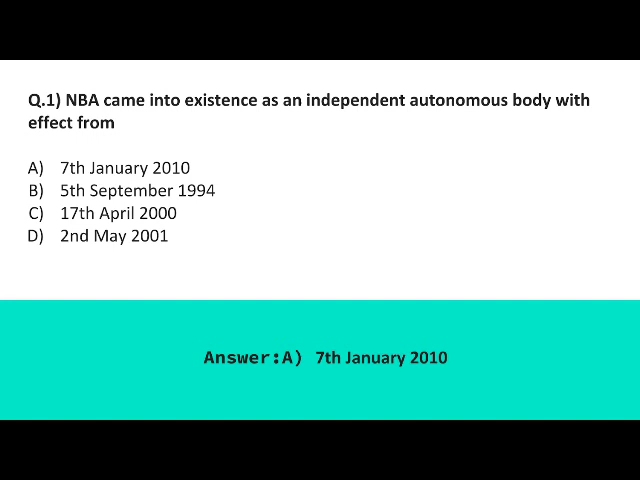 Q.1) NBA came into existence as an independent autonomous body with
effect from
A) 7th January 2010
B) 5th September 1994
C) 17th April 2000
D) 2nd May 2001
Answer:A) 7th January 2010